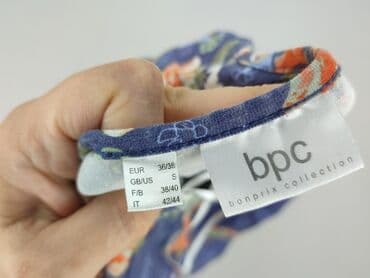 EUR 36/38
GB/US S
F/B 38/40
IT 42/44
bpc
bonprix collection